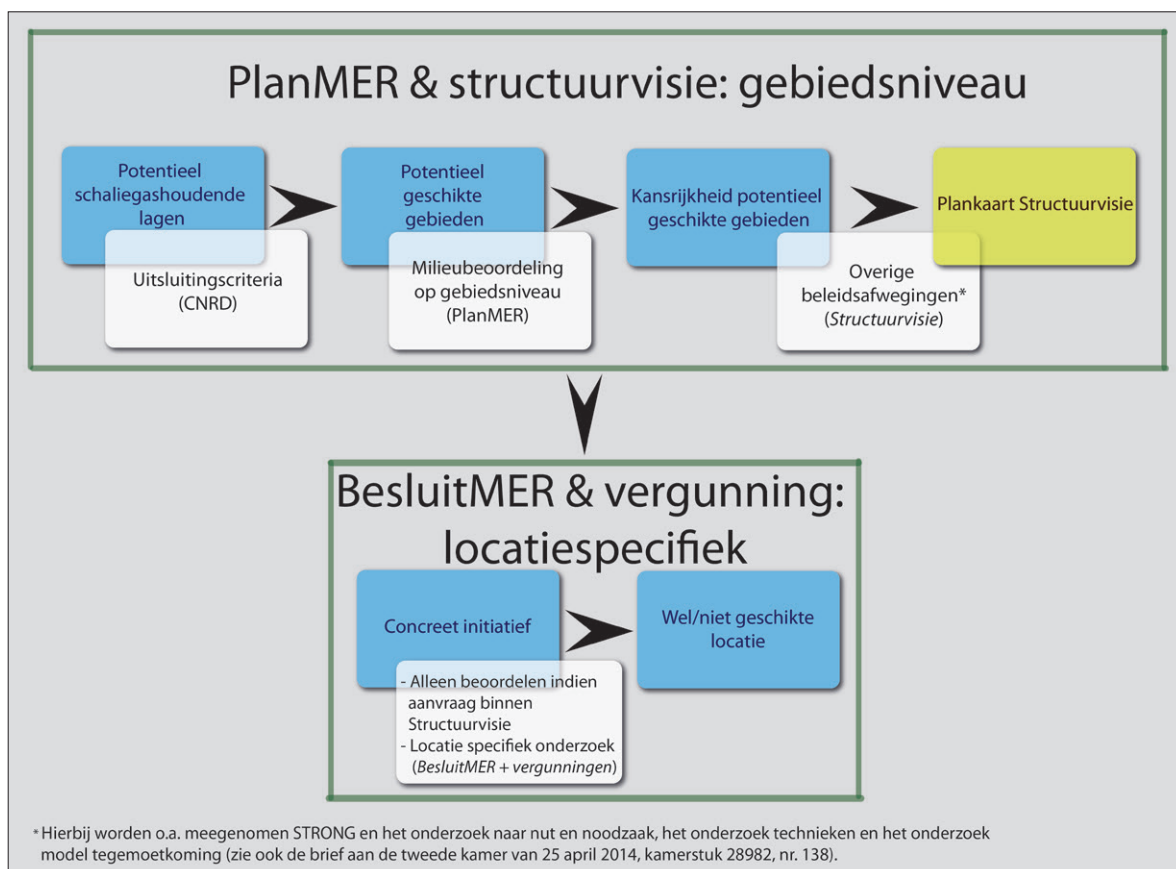 PlanMER & structuurvisie: gebiedsniveau
Potentieel
schaliegashoudende
lagen
Uitsluitingscriteria
(CNRD)
Potentieel
geschikte
gebieden
Milieubeoordeling
op gebiedsniveau
(PlanMER)
Kansrijkheid potentieel
geschikte gebieden
Overige
beleidsafwegingen*
(Structuurvisie)
Plankaart Structuurvisie
BesluitMER & vergunning:
locatiespecifiek
Concreet initiatief
- Alleen beoordelen indien
aanvraag binnen
Structuurvisie
- Locatie specifiek onderzoek
(BesluitMER + vergunningen)
Wel/niet geschikte
locatie
* Hierbij worden o.a. meegenomen STRONG en het onderzoek naar nut en noodzaak, het onderzoek technieken en het onderzoek
model tegemoetkoming (zie ook de brief aan de tweede kamer van 25 april 2014, kamerstuk 28982, nr. 138).